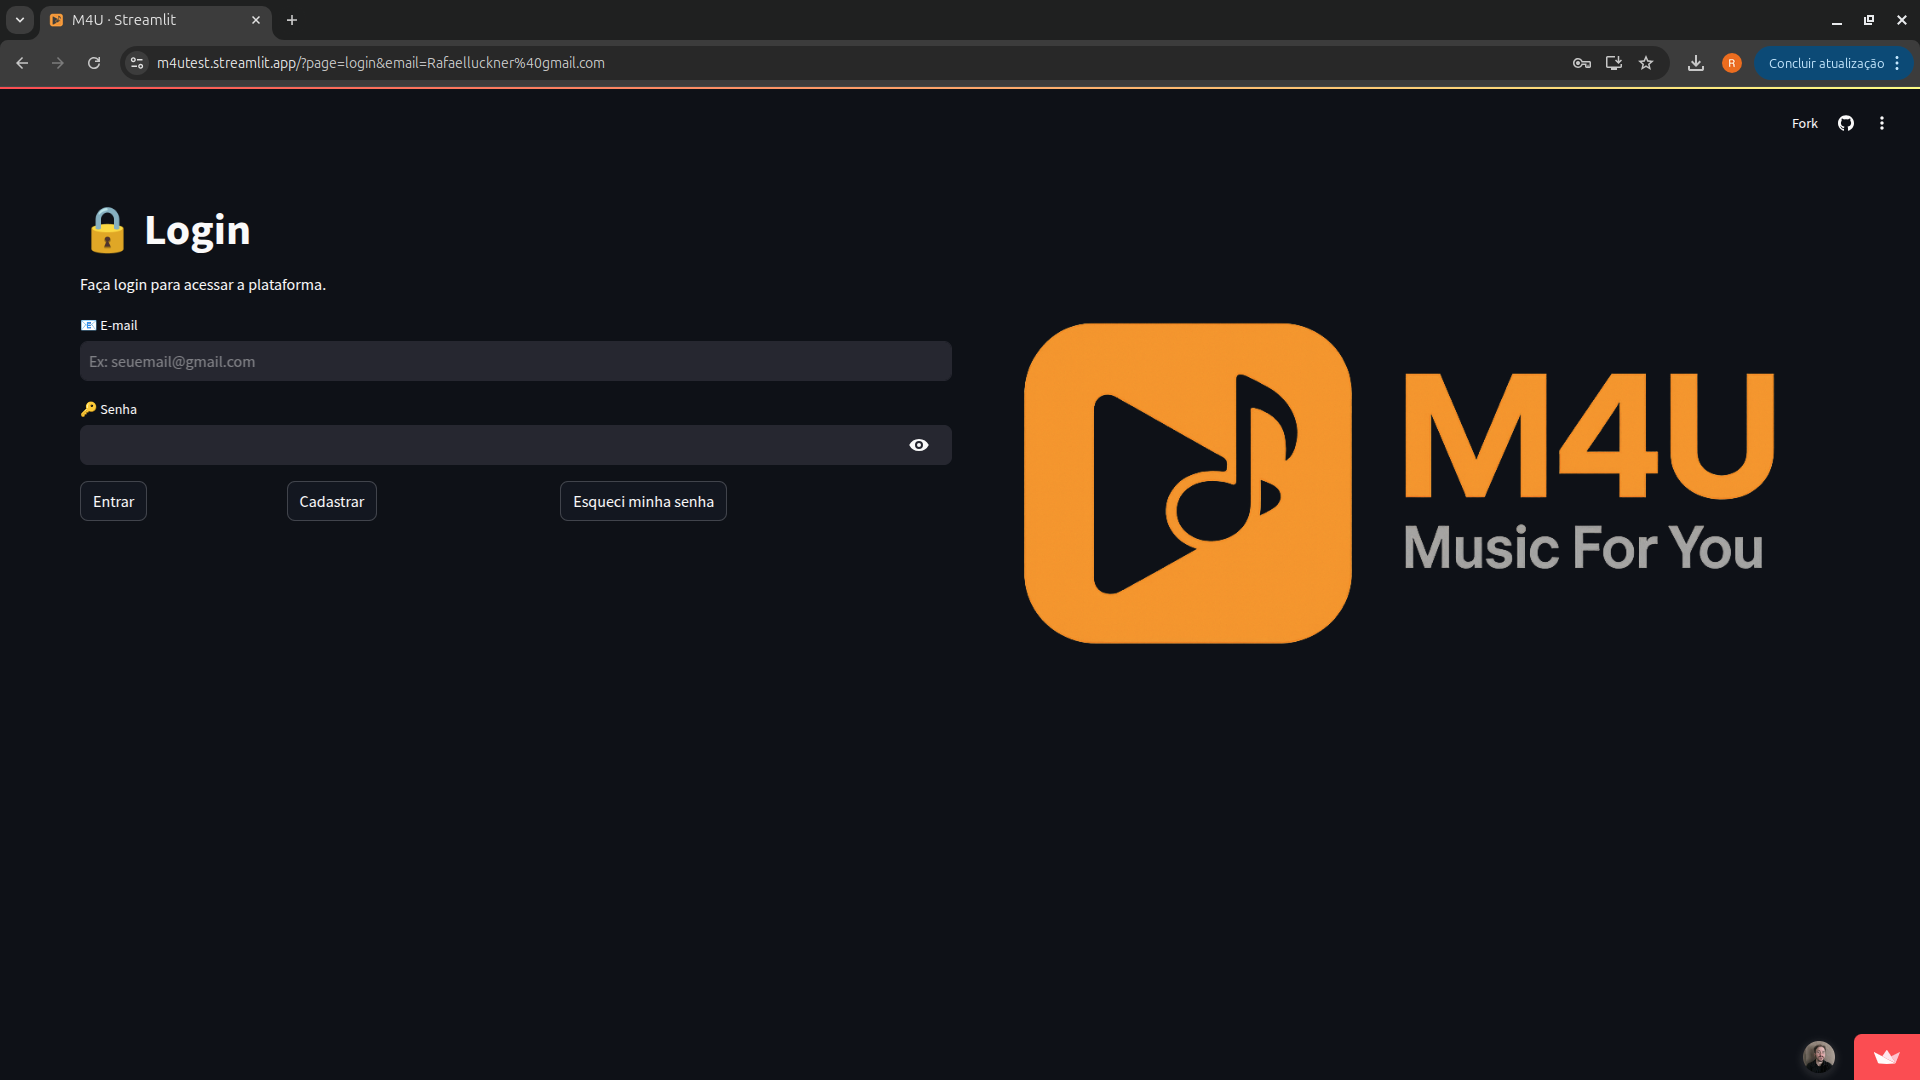 M4U · Streamlit
m4utest.streamlit.app/?page=login&email=Rafaelluckner%40gmail.com
R
Concluir atualização
Fork
🔒 Login
Faça login para acessar a plataforma.
📧 E-mail
Ex: seuemail@gmail.com
🔑 Senha
Entrar
Cadastrar
Esqueci minha senha
M4U
Music For You